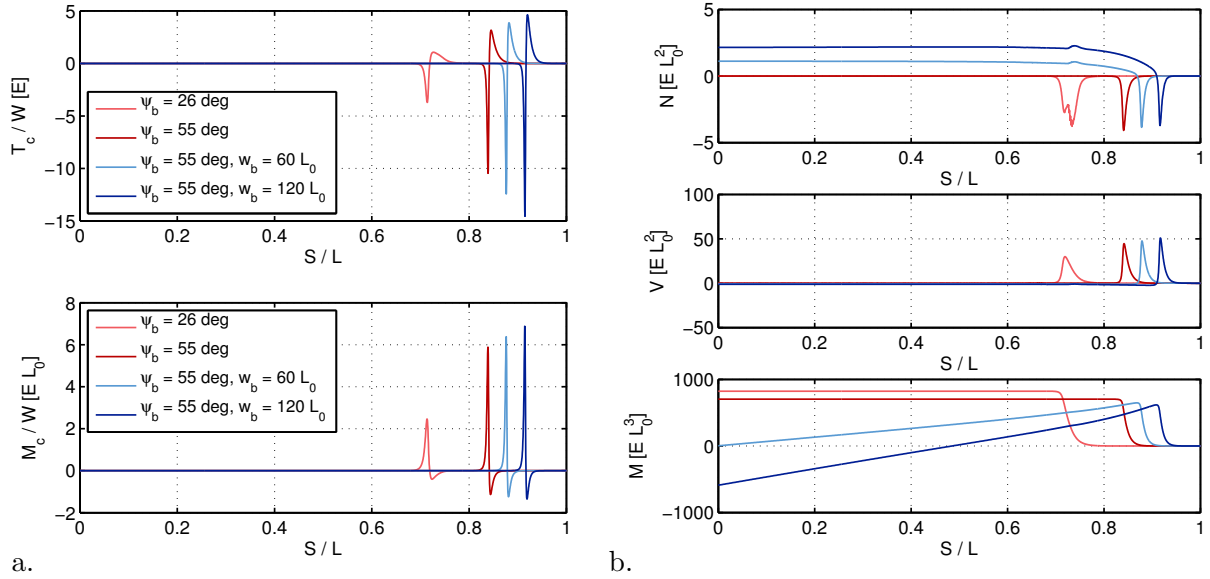 5
0
−5
−10
−15
T_c / W [E]
ψ_b = 26 deg
ψ_b = 55 deg
ψ_b = 55 deg, w_b = 60 L_0
ψ_b = 55 deg, w_b = 120 L_0
0 0.2 0.4 0.6 0.8 1
S / L
8
6
4
2
0
−2
M_c / W [E L_0]
ψ_b = 26 deg
ψ_b = 55 deg
ψ_b = 55 deg, w_b = 60 L_0
ψ_b = 55 deg, w_b = 120 L_0
0 0.2 0.4 0.6 0.8 1
S / L
a.
5
0
−5
N [E L_0^2]
0 0.2 0.4 0.6 0.8 1
S / L
100
50
0
−50
V [E L_0^2]
0 0.2 0.4 0.6 0.8 1
S / L
1000
0
−1000
M [E L_0^3]
0 0.2 0.4 0.6 0.8 1
S / L
b.